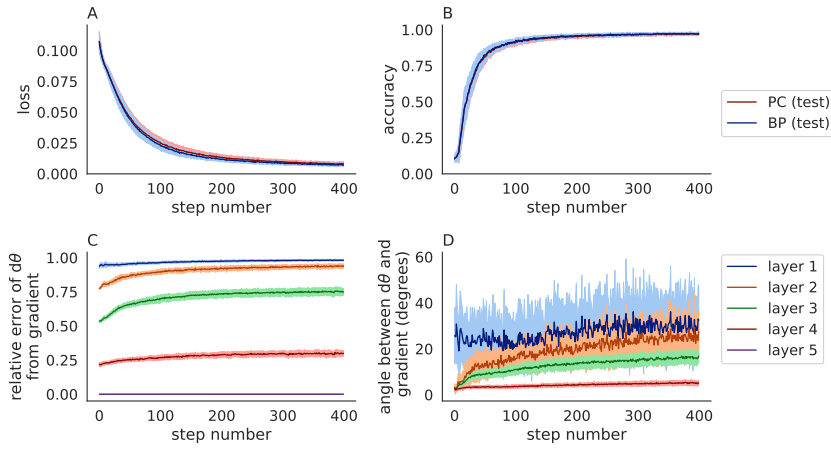 A
0.100
0.075
0.050
0.025
0.000
loss
0
100
200
300
400
step number
B
1.00
0.75
0.50
0.25
0.00
accuracy
0
100
200
300
400
step number
PC (test)
BP (test)
C
1.00
0.75
0.50
0.25
0.00
relative error of dθ
from gradient
0
100
200
300
400
step number
D
60
40
20
0
angle between dθ and
gradient (degrees)
0
100
200
300
400
step number
layer 1
layer 2
layer 3
layer 4
layer 5